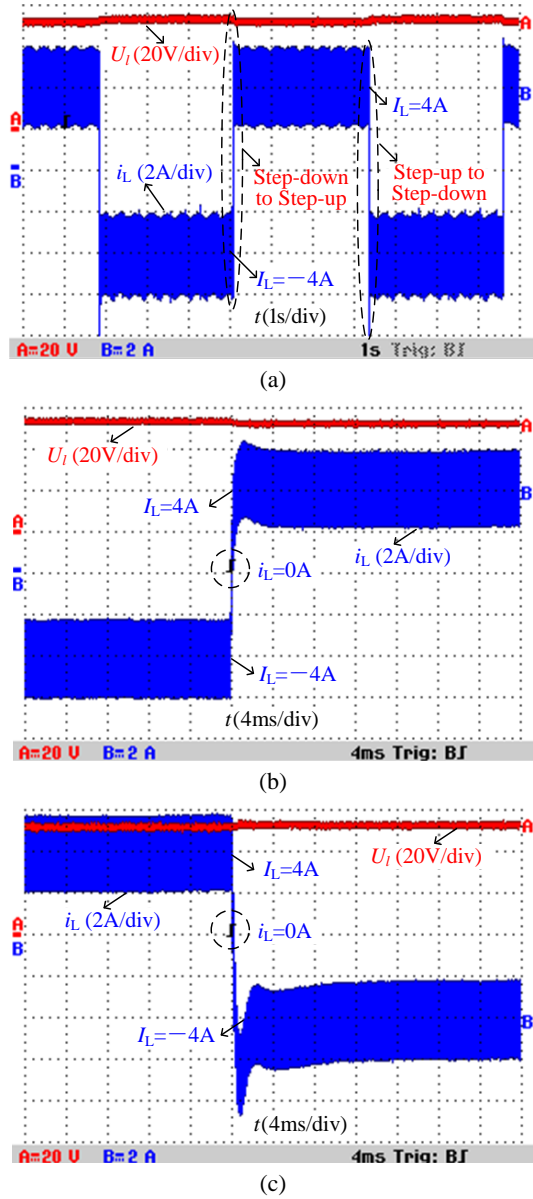 A
U_l (20V/div)
B
I_L=4A
A
B
i_L (2A/div)
Step-down
to Step-up
Step-up to
Step-down
I_L=−4A
t(1s/div)
A=20 V B=2 A 1s Trig: B∫
(a)
A
U_l (20V/div)
B
I_L=4A
A
i_L (2A/div)
B
i_L=0A
I_L=−4A
t(4ms/div)
A=20 V B=2 A 4ms Trig: B∫
(b)
A
I_L=4A
U_l (20V/div)
i_L (2A/div)
A
B
i_L=0A
B
I_L=−4A
t(4ms/div)
A=20 V B=2 A 4ms Trig: B∫
(c)